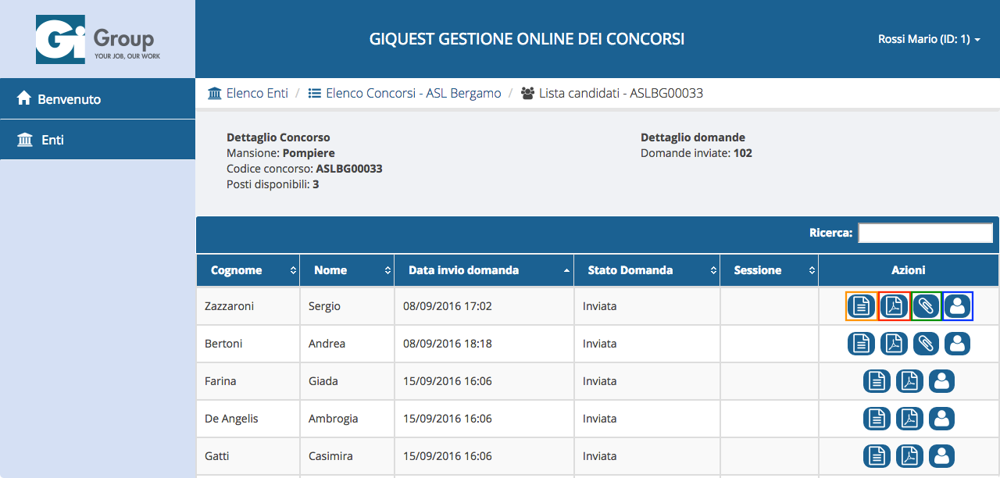 Gi Group
YOUR JOB, OUR WORK
GIQUEST GESTIONE ONLINE DEI CONCORSI
Rossi Mario (ID: 1)
Benvenuto
Enti
Elenco Enti / Elenco Concorsi - ASL Bergamo / Lista candidati - ASLBG00033
Dettaglio Concorso
Mansione: Pompiere
Codice concorso: ASLBG00033
Posti disponibili: 3
Dettaglio domande
Domande inviate: 102
Ricerca:
Cognome Nome Data invio domanda Stato Domanda Sessione Azioni
Zazzaroni Sergio 08/09/2016 17:02 Inviata
Bertoni Andrea 08/09/2016 18:18 Inviata
Farina Giada 15/09/2016 16:06 Inviata
De Angelis Ambrogia 15/09/2016 16:06 Inviata
Gatti Casimira 15/09/2016 16:06 Inviata